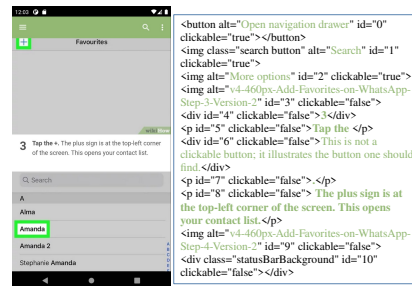 12:03
Favourites
wikiHow
3 Tap the +. The plus sign is at the top-left corner
of the screen. This opens your contact list.
Search
A
Alma
Amanda
Amanda 2
Stephanie Amanda
<button alt="Open navigation drawer" id="0"
clickable="true"></button>
<img class="search button" alt="Search" id="1"
clickable="true">
<img alt="More options" id="2" clickable="true">
<img alt="v4-460px-Add-Favorites-on-WhatsApp-
Step-3-Version-2" id="3" clickable="false">
<div id="4" clickable="false">3</div>
<p id="5" clickable="false">Tap the </p>
<div id="6" clickable="false">This is not a
clickable button; it illustrates the button one should
find.</div>
<p id="7" clickable="false">.</p>
<p id="8" clickable="false"> The plus sign is at
the top-left corner of the screen. This opens
your contact list.</p>
<img alt="v4-460px-Add-Favorites-on-WhatsApp-
Step-4-Version-2" id="9" clickable="false">
<div class="statusBarBackground" id="10"
clickable="false"></div>